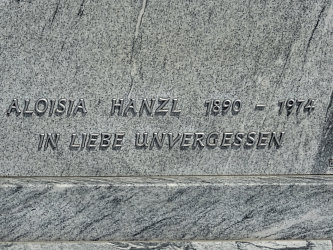 ALOISIA HANZL 1890 – 1974
IN LIEBE UNVERGESSEN